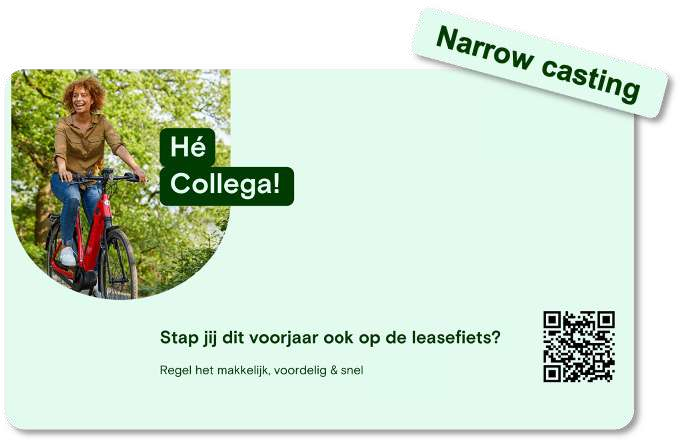 Narrow casting
Hé
Collega!
Stap jij dit voorjaar ook op de leasefiets?
Regel het makkelijk, voordelig & snel